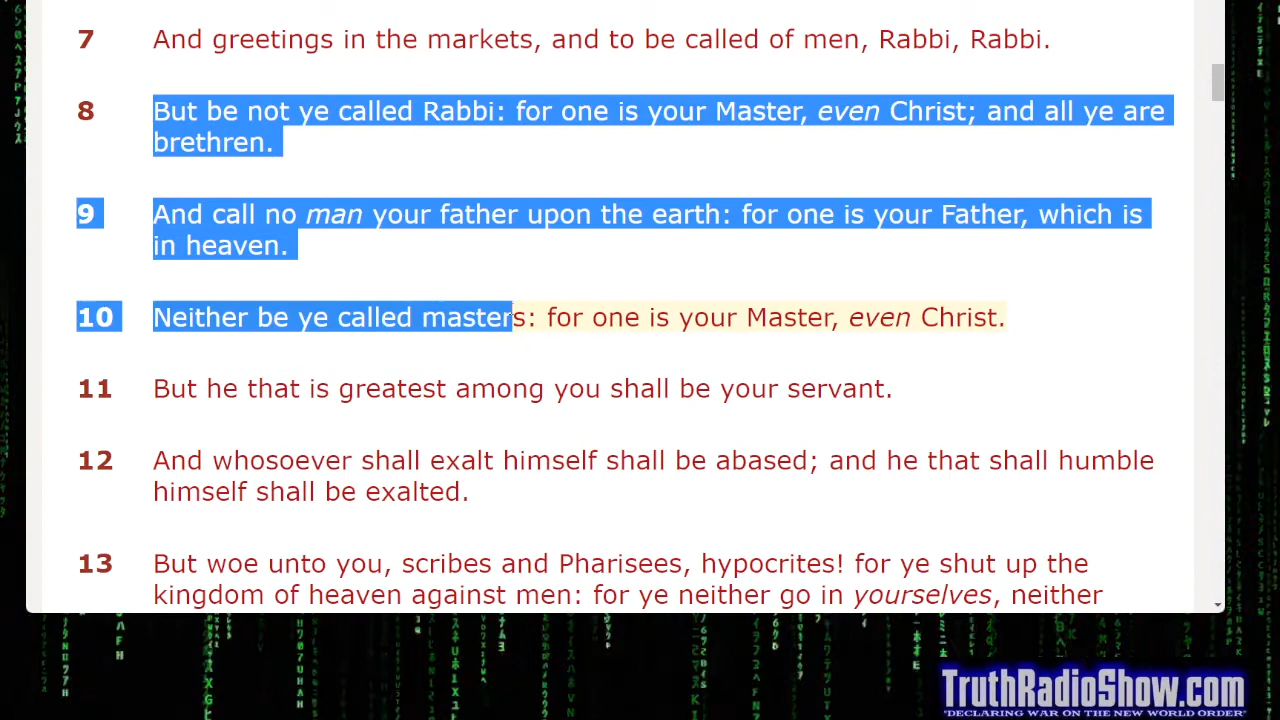 7 And greetings in the markets, and to be called of men, Rabbi, Rabbi.
8 But be not ye called Rabbi: for one is your Master, even Christ; and all ye are
brethren.
9 And call no man your father upon the earth: for one is your Father, which is
in heaven.
10 Neither be ye called masters: for one is your Master, even Christ.
11 But he that is greatest among you shall be your servant.
12 And whosoever shall exalt himself shall be abased; and he that shall humble
himself shall be exalted.
13 But woe unto you, scribes and Pharisees, hypocrites! for ye shut up the
kingdom of heaven against men: for ye neither go in yourselves, neither
TruthRadioShow.com
"DECLARING WAR ON THE NEW WORLD ORDER"